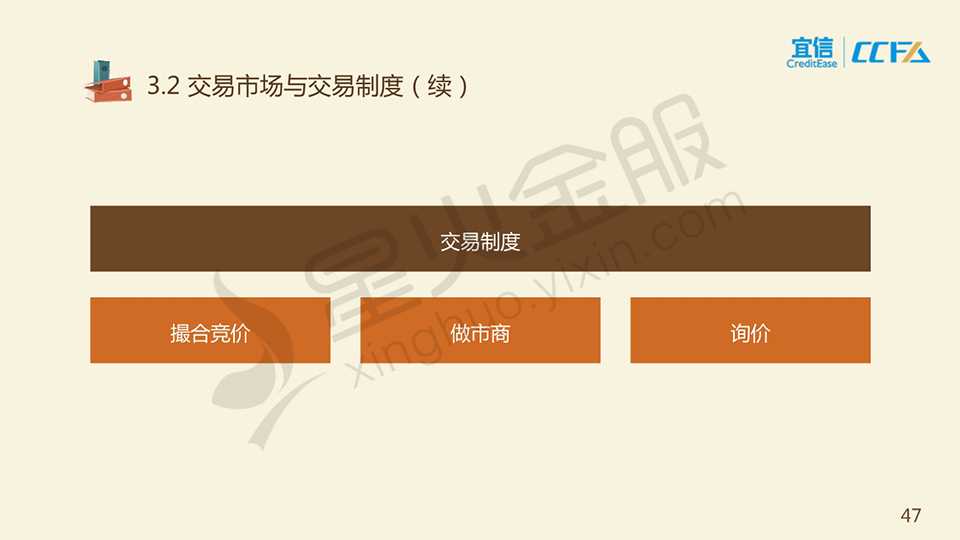 宜信
CreditEase
CCFA
3.2 交易市场与交易制度（续）
交易制度
撮合竞价
做市商
询价
星火金服
xinghuo.yixin.com
47